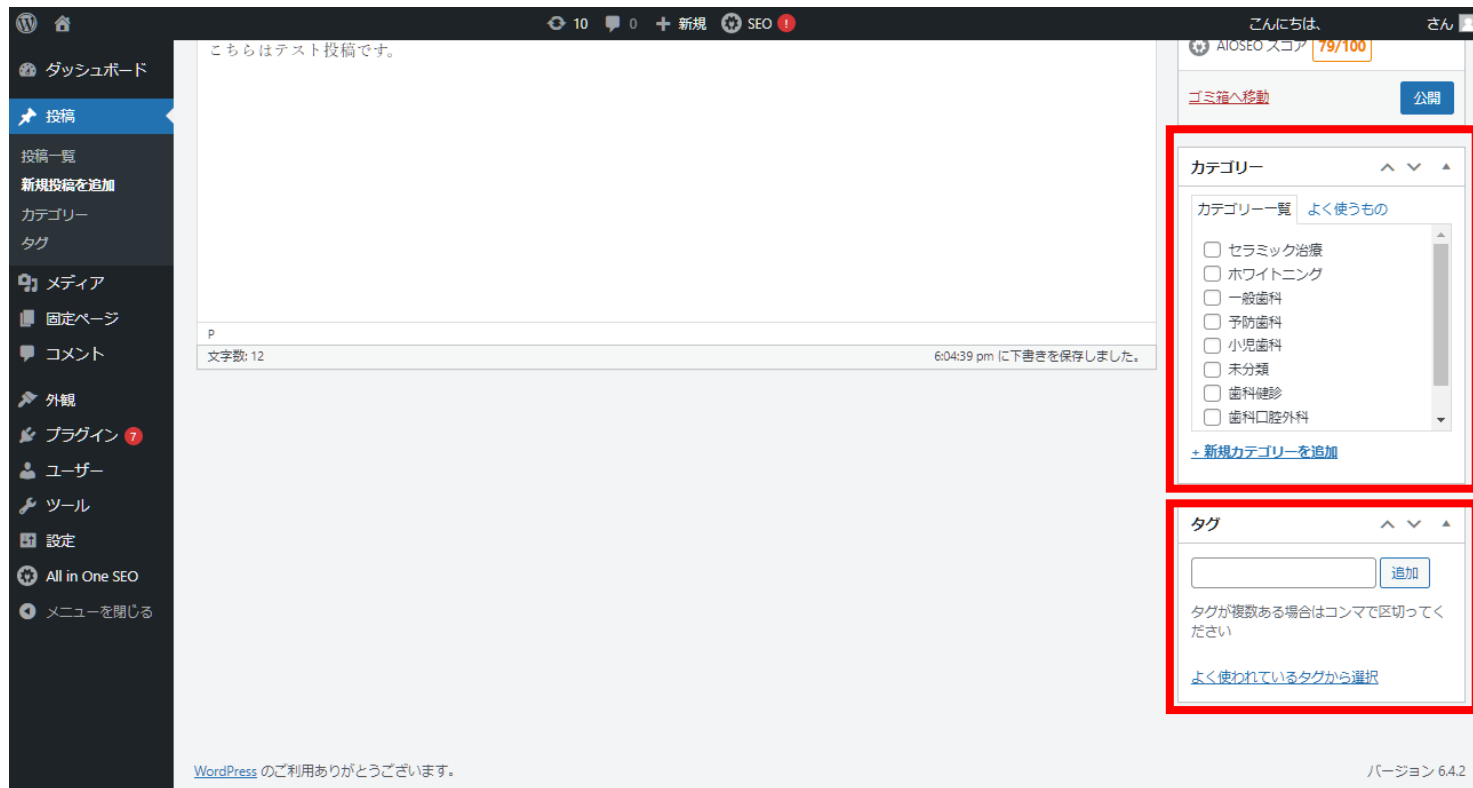 10 0 新規 SEO ! こんにちは、 さん
ダッシュボード
投稿
投稿一覧
新規投稿を追加
カテゴリー
タグ
メディア
固定ページ
コメント
外観
プラグイン 7
ユーザー
ツール
設定
All in One SEO
メニューを閉じる
こちらはテスト投稿です。
P
文字数: 12 6:04:39 pm に下書きを保存しました。
AIOSEO スコア 79/100
ゴミ箱へ移動 公開
カテゴリー
カテゴリー一覧 よく使うもの
セラミック治療
ホワイトニング
一般歯科
予防歯科
小児歯科
未分類
歯科健診
歯科口腔外科
+ 新規カテゴリーを追加
タグ
追加
タグが複数ある場合はコンマで区切ってく
ださい
よく使われているタグから選択
WordPress のご利用ありがとうございます。 バージョン 6.4.2